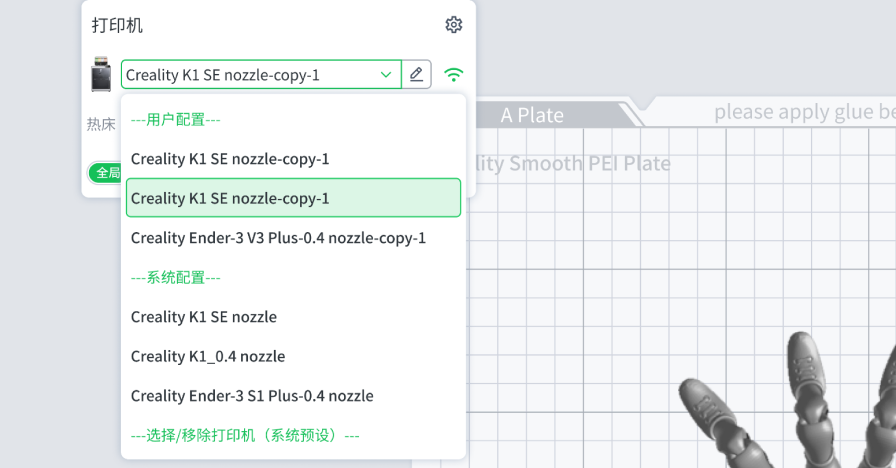 打印机
Creality K1 SE nozzle-copy-1
热床
全局
---用户配置---
Creality K1 SE nozzle-copy-1
Creality K1 SE nozzle-copy-1
Creality Ender-3 V3 Plus-0.4 nozzle-copy-1
---系统配置---
Creality K1 SE nozzle
Creality K1_0.4 nozzle
Creality Ender-3 S1 Plus-0.4 nozzle
---选择/移除打印机（系统预设）---
A Plate
please apply glue be
lity Smooth PEI Plate